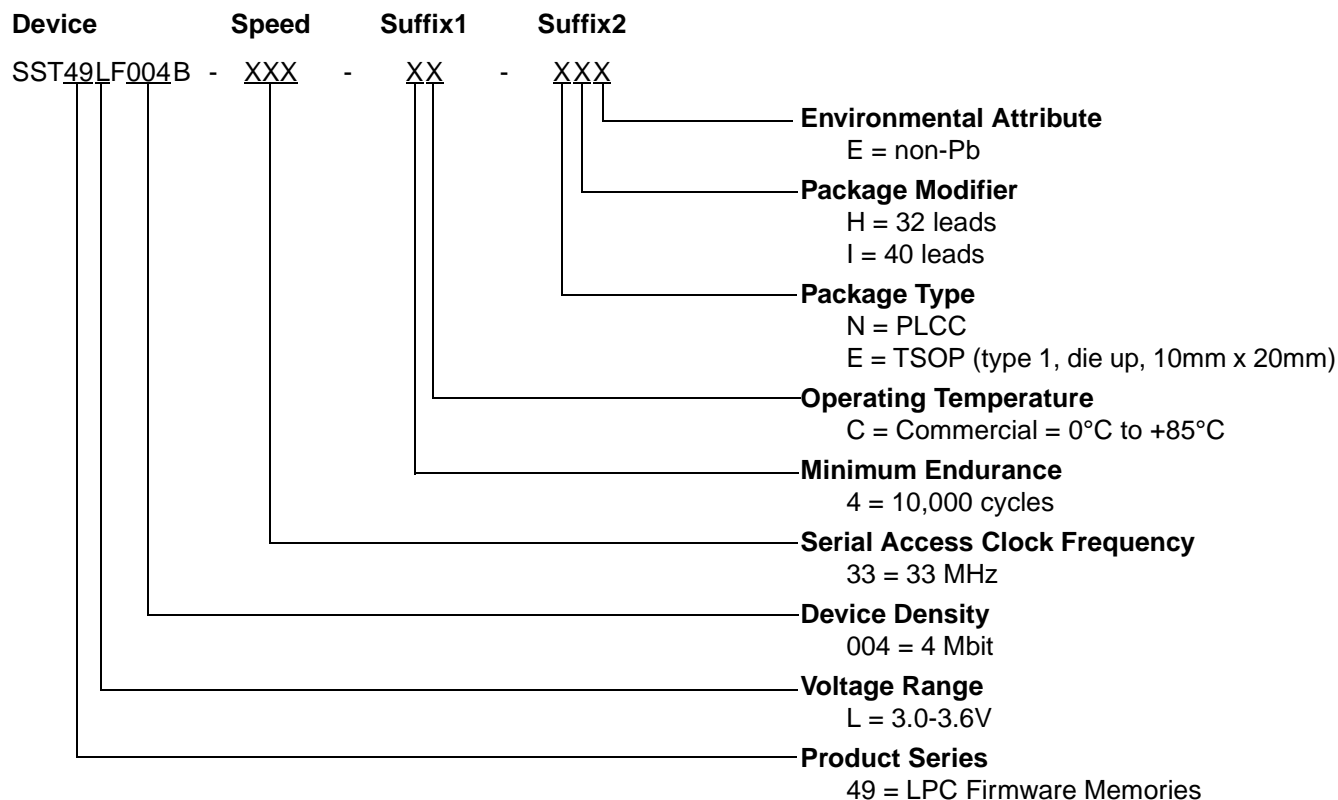 Device Speed Suffix1 Suffix2
SST49LF004B - XXX - XX - XXX
Environmental Attribute
E = non-Pb
Package Modifier
H = 32 leads
I = 40 leads
Package Type
N = PLCC
E = TSOP (type 1, die up, 10mm x 20mm)
Operating Temperature
C = Commercial = 0°C to +85°C
Minimum Endurance
4 = 10,000 cycles
Serial Access Clock Frequency
33 = 33 MHz
Device Density
004 = 4 Mbit
Voltage Range
L = 3.0-3.6V
Product Series
49 = LPC Firmware Memories